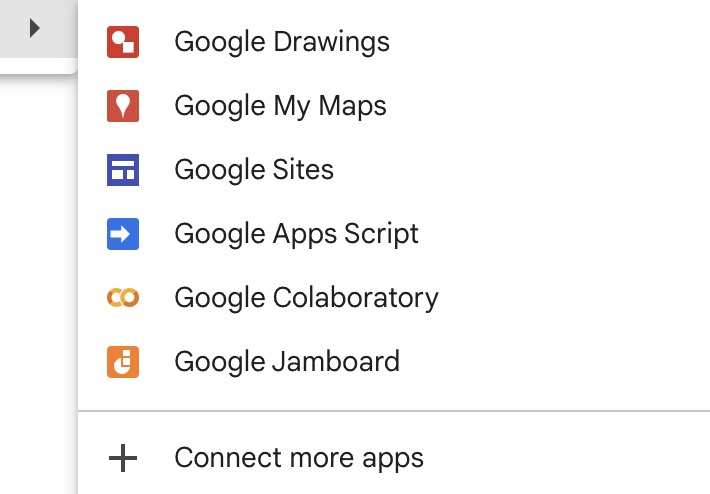 Google Drawings
Google My Maps
Google Sites
Google Apps Script
Google Colaboratory
Google Jamboard
Connect more apps